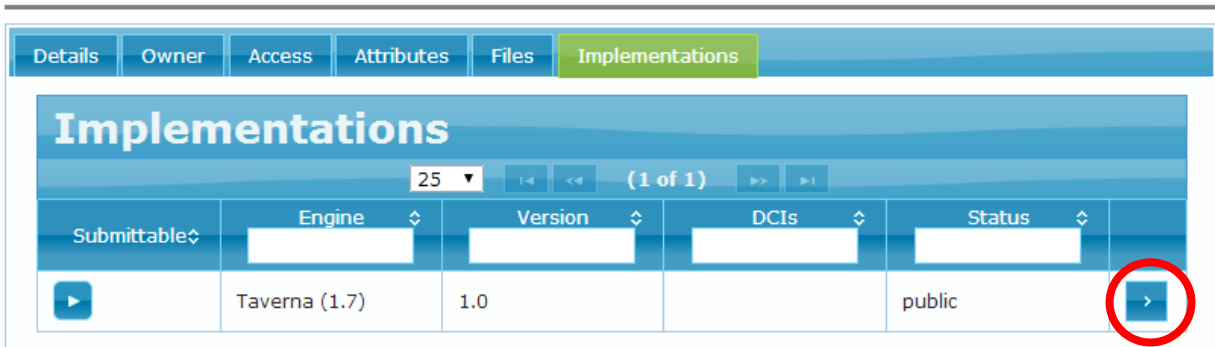 Details Owner Access Attributes Files Implementations
Implementations
25 (1 of 1)
Submittable Engine Version DCIs Status
Taverna (1.7) 1.0 public